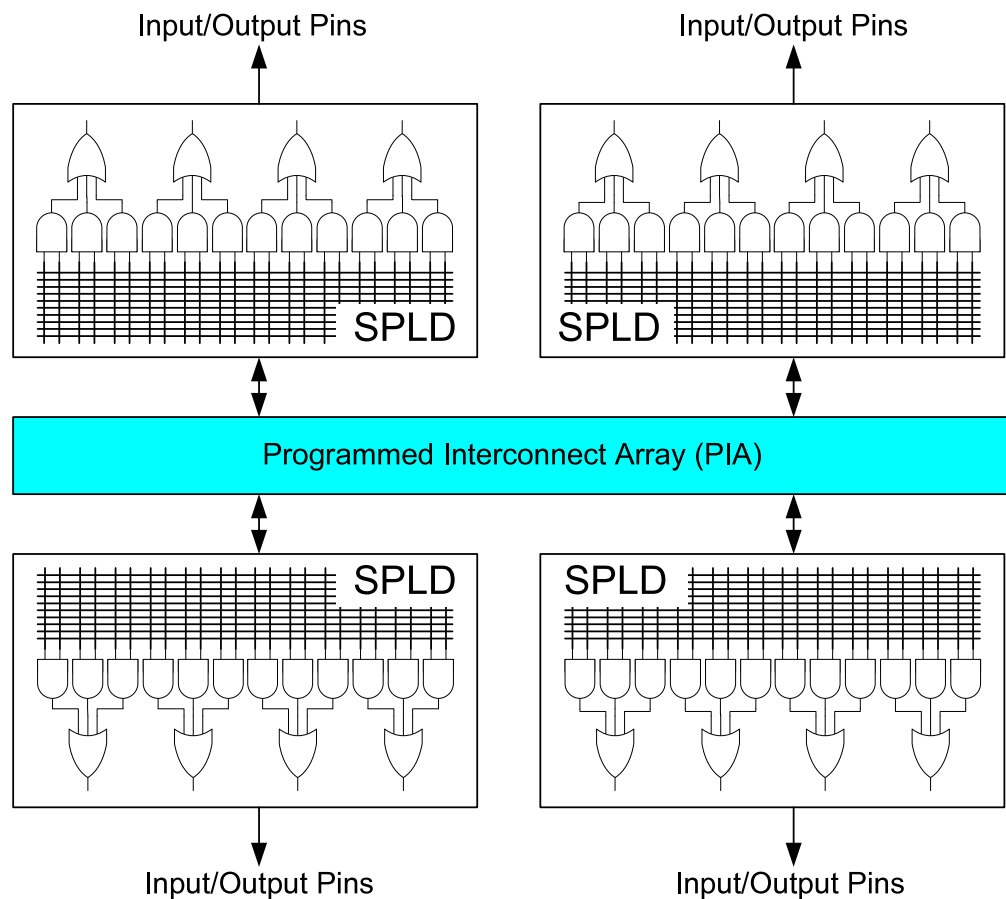 Input/Output Pins
Input/Output Pins
SPLD
SPLD
Programmed Interconnect Array (PIA)
SPLD
SPLD
Input/Output Pins
Input/Output Pins